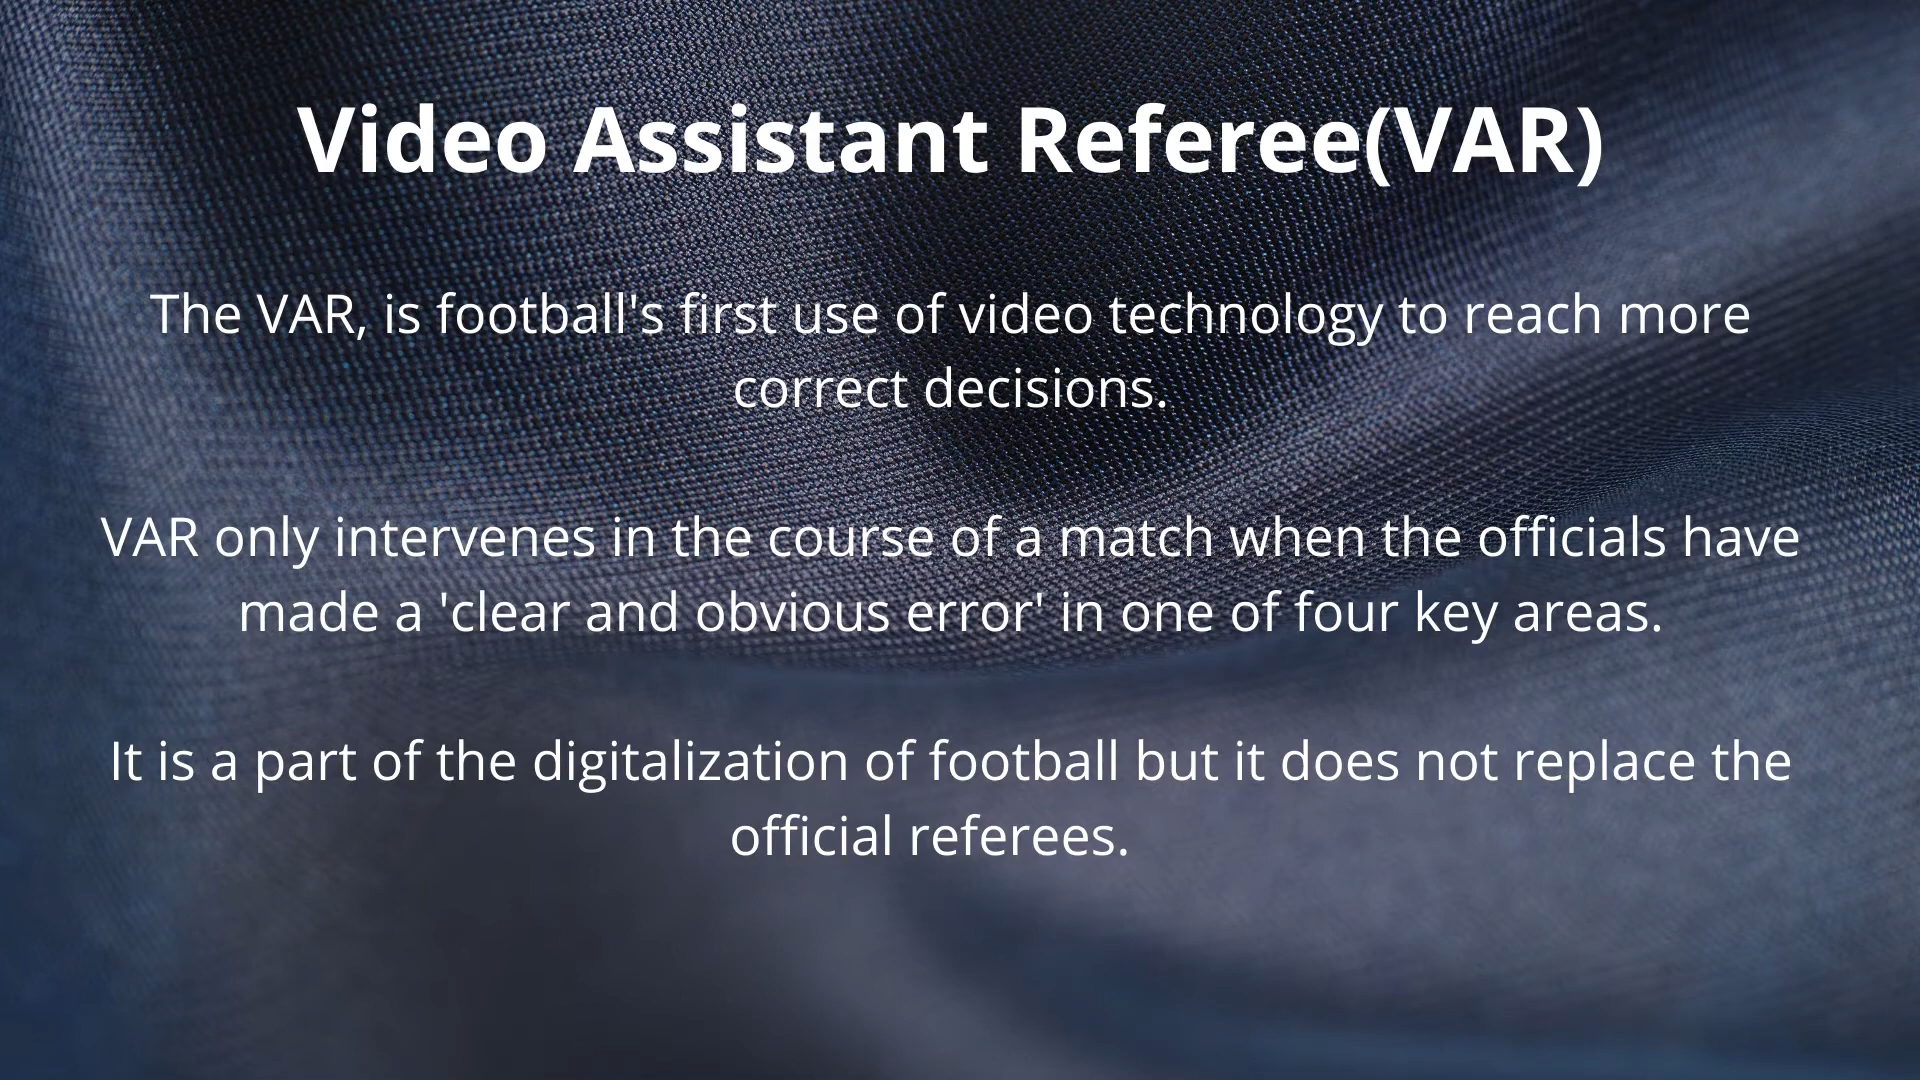 Video Assistant Referee(VAR)
The VAR, is football's first use of video technology to reach more
correct decisions.
VAR only intervenes in the course of a match when the officials have
made a 'clear and obvious error' in one of four key areas.
It is a part of the digitalization of football but it does not replace the
official referees.